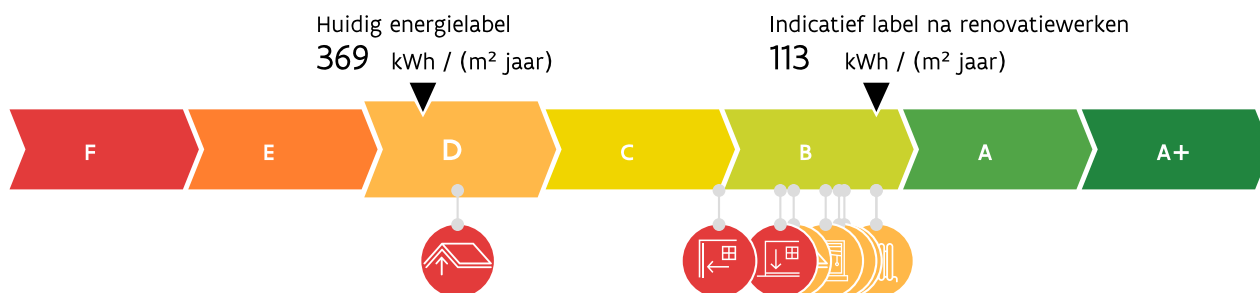 Huidig energielabel
369 kWh / (m² jaar)
Indicatief label na renovatiewerken
113 kWh / (m² jaar)
F E D C B A A+